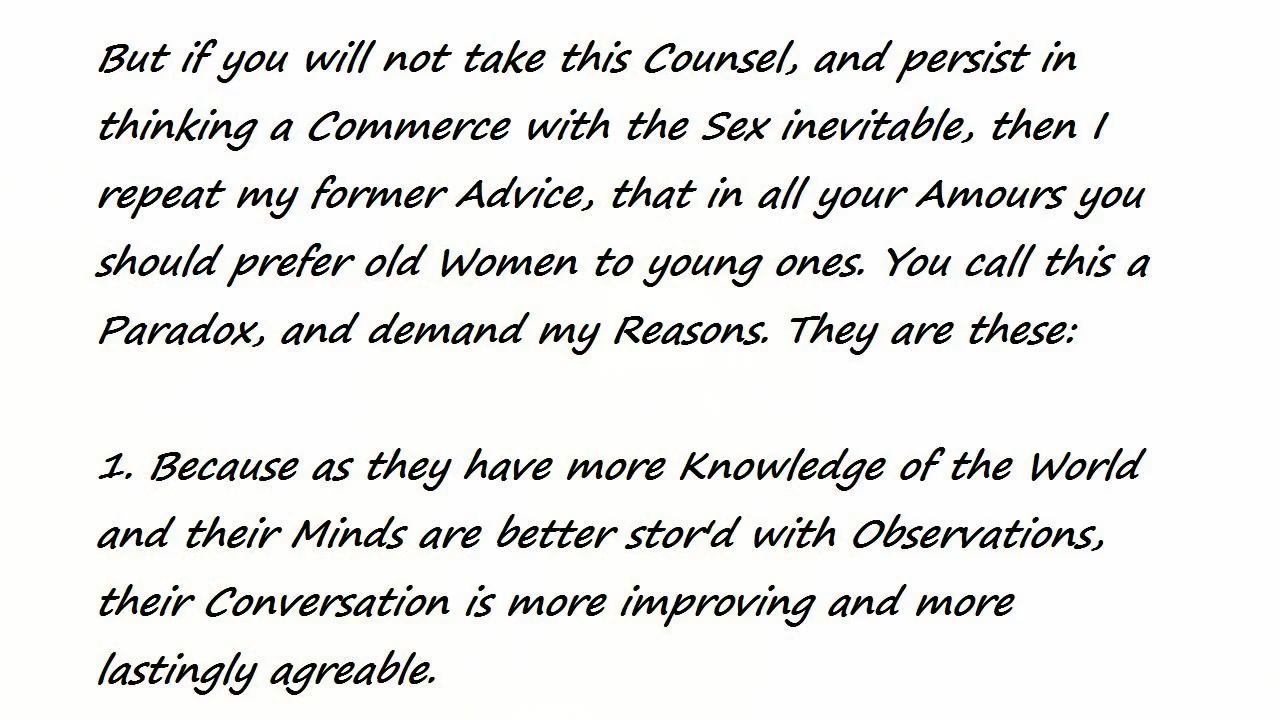 But if you will not take this Counsel, and persist in
thinking a Commerce with the Sex inevitable, then I
repeat my former Advice, that in all your Amours you
should prefer old Women to young ones. You call this a
Paradox, and demand my Reasons. They are these:
1. Because as they have more Knowledge of the World
and their Minds are better stor'd with Observations,
their Conversation is more improving and more
lastingly agreable.